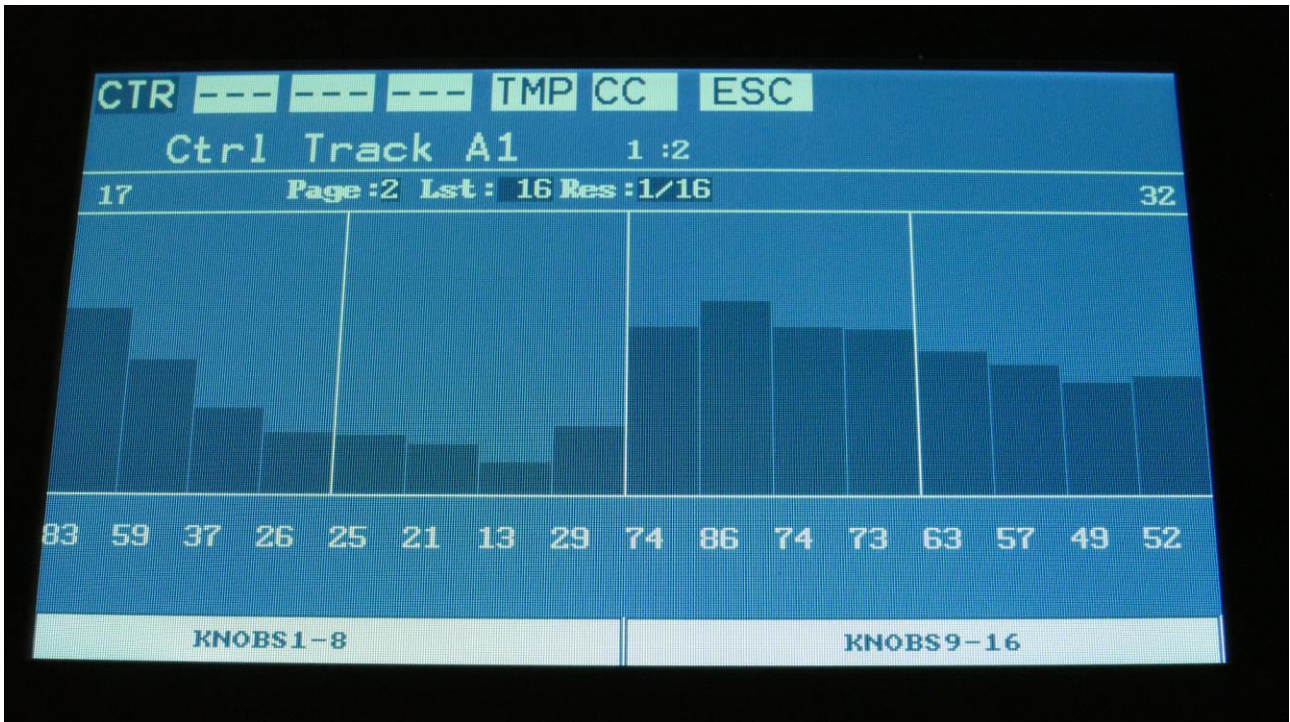 CTR --- --- --- TMP CC ESC
Ctrl Track A1 1 :2
17 Page:2 Lst: 16 Res:1/16 32
83 59 37 26 25 21 13 29 74 86 74 73 63 57 49 52
KNOBS1-8 KNOBS9-16